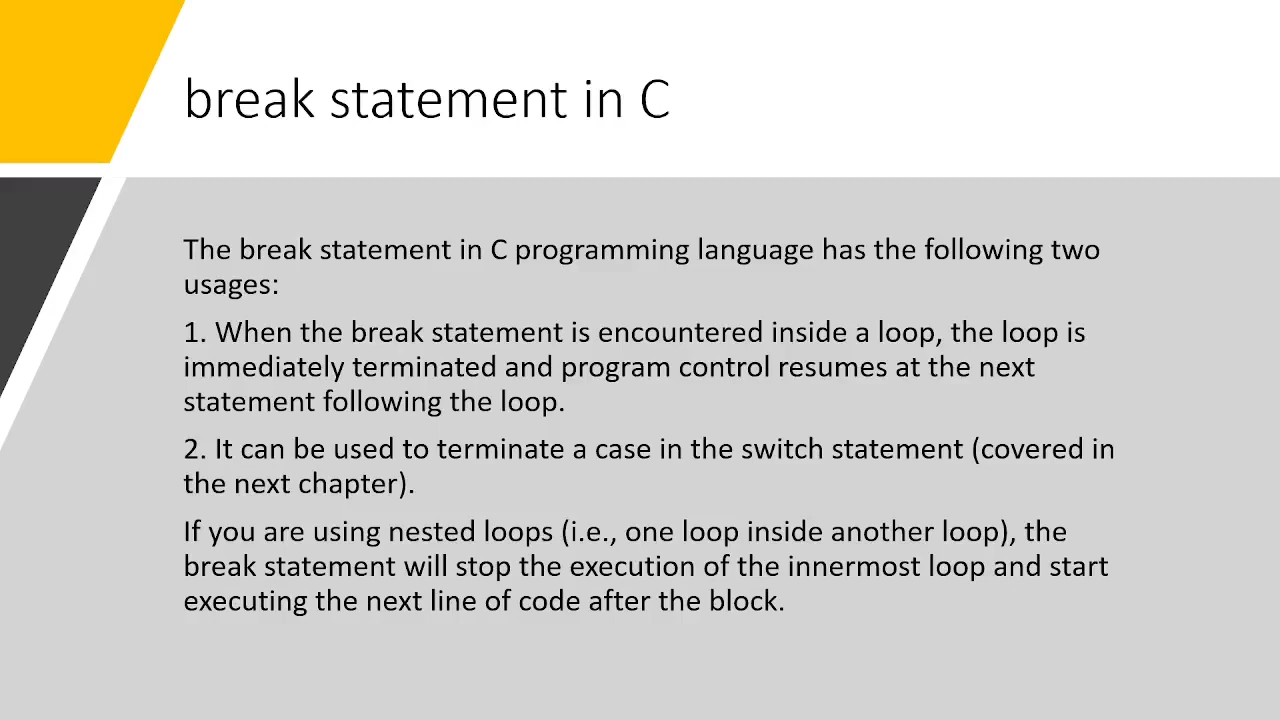 break statement in C
The break statement in C programming language has the following two
usages:
1. When the break statement is encountered inside a loop, the loop is
immediately terminated and program control resumes at the next
statement following the loop.
2. It can be used to terminate a case in the switch statement (covered in
the next chapter).
If you are using nested loops (i.e., one loop inside another loop), the
break statement will stop the execution of the innermost loop and start
executing the next line of code after the block.